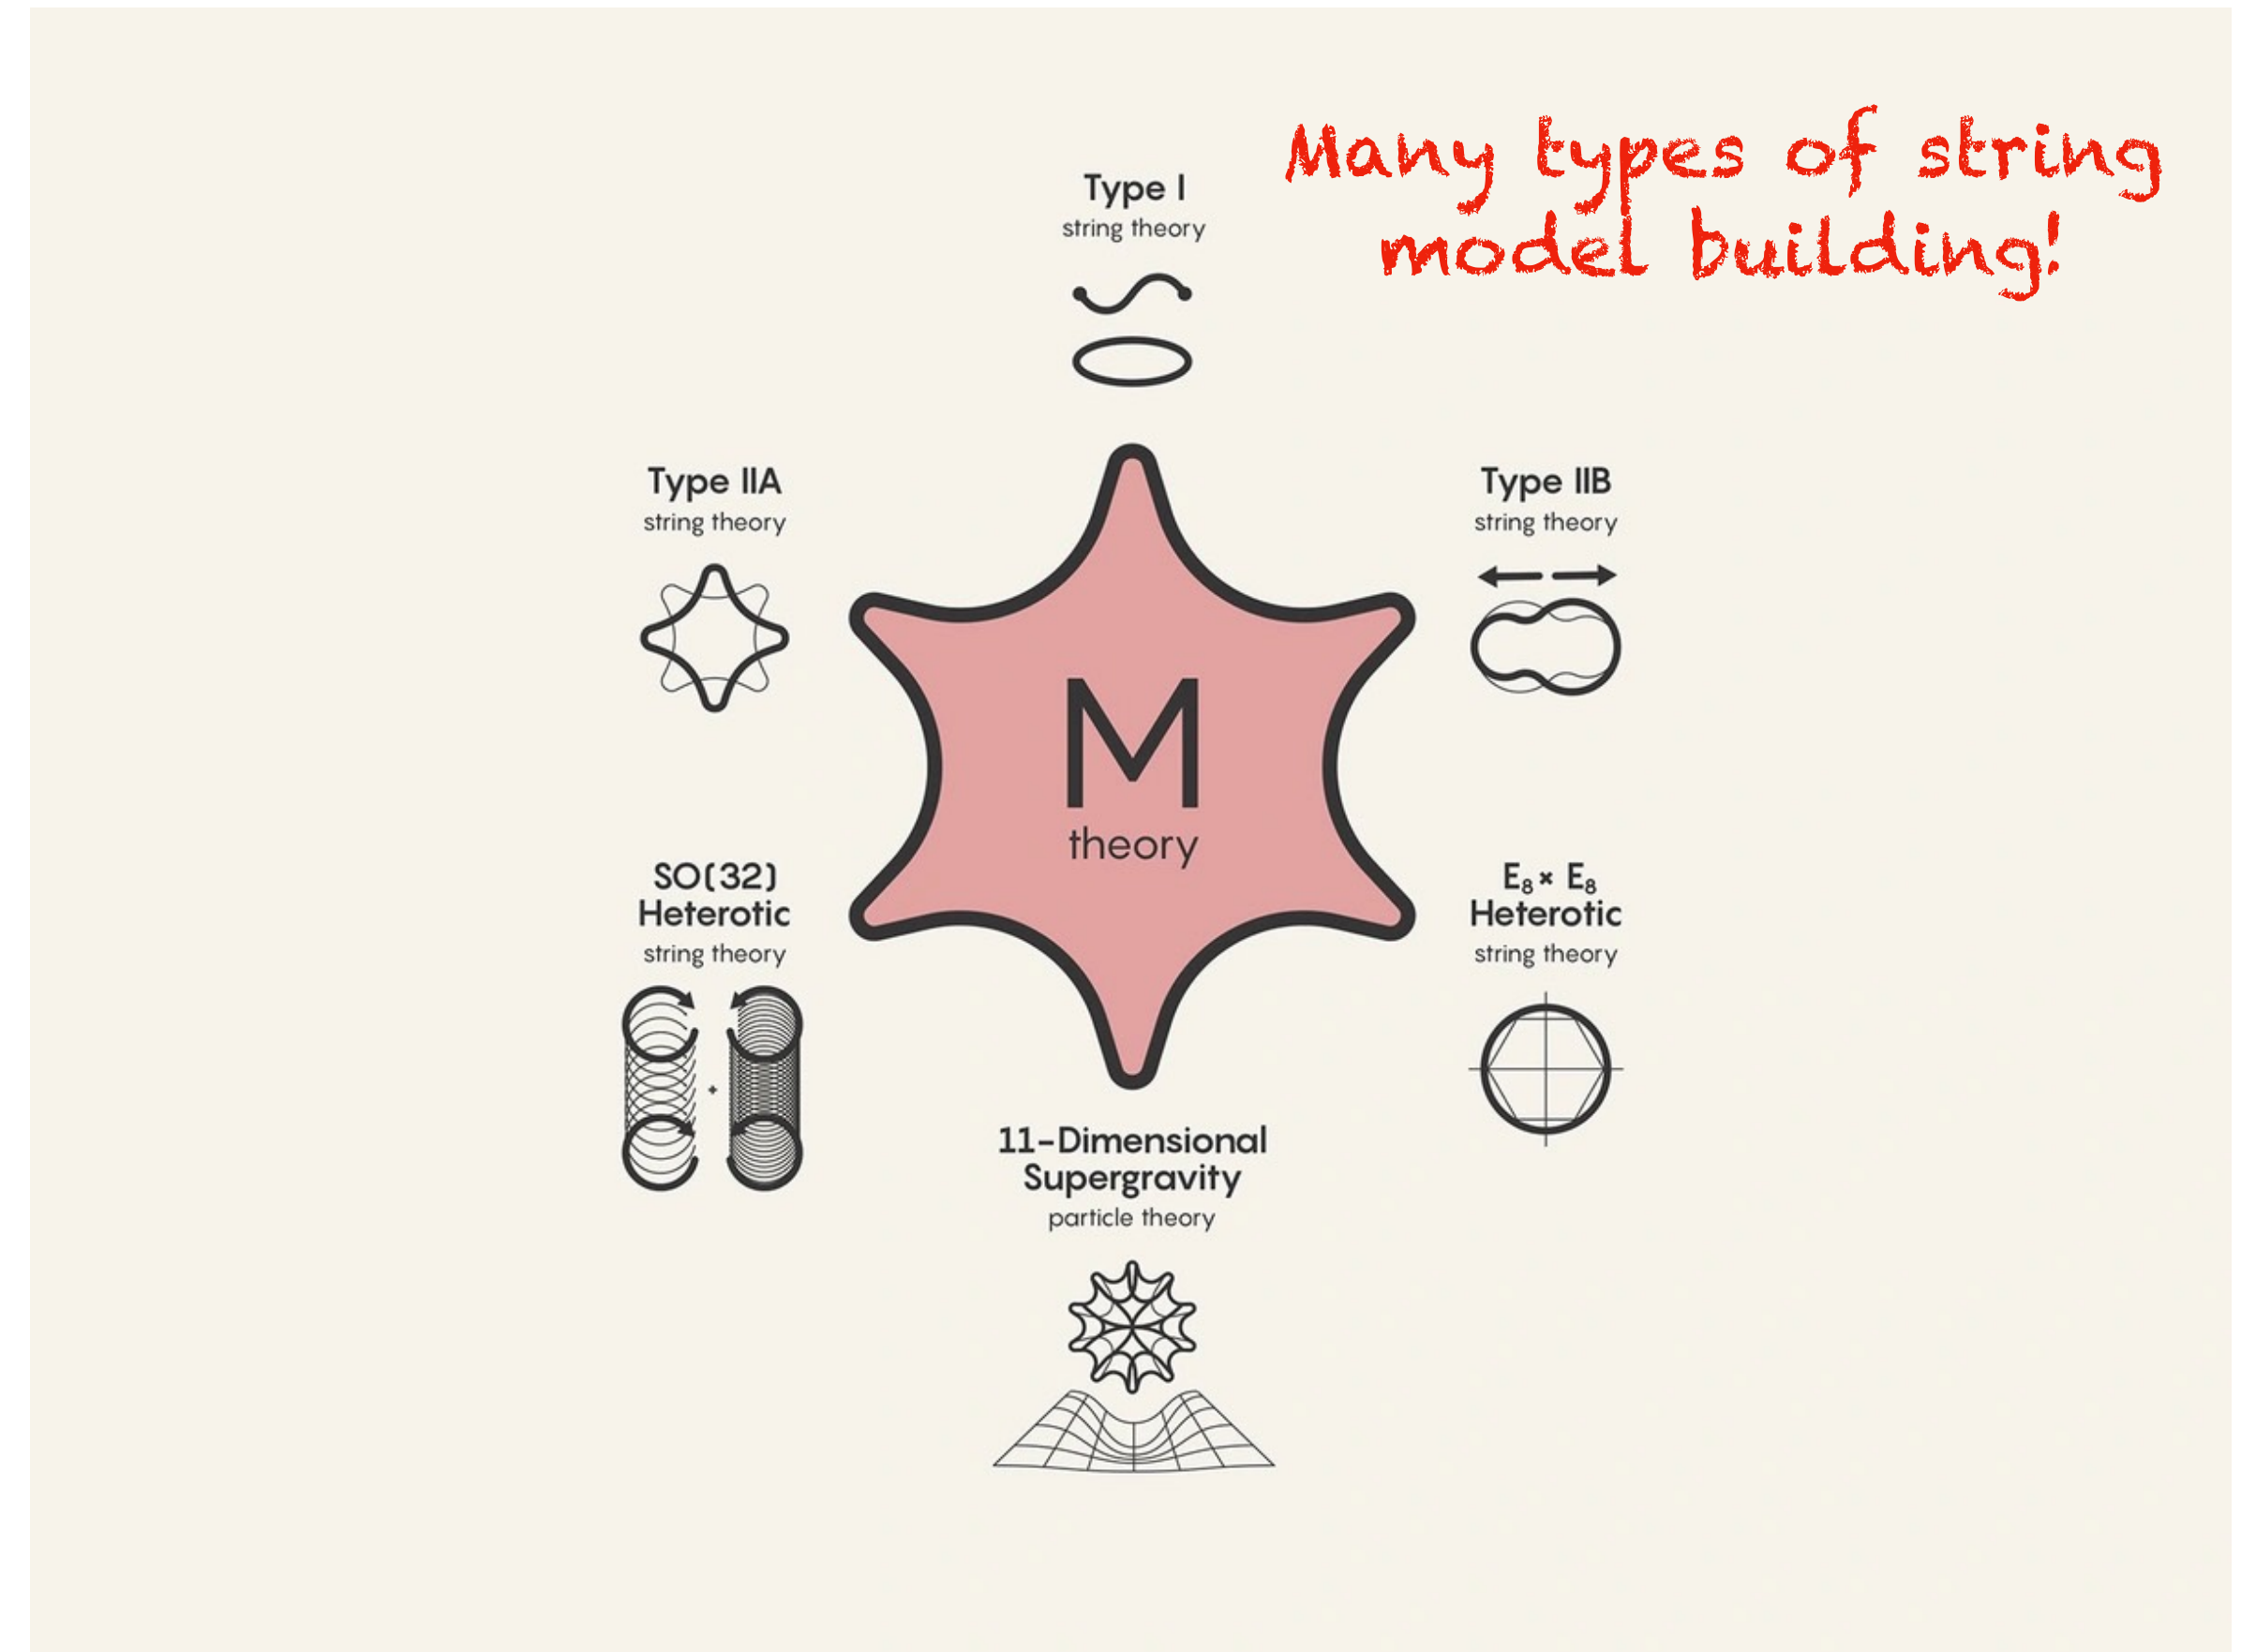 Many types of string
model building!
Type I
string theory
Type IIA
string theory
Type IIB
string theory
M
theory
SO(32)
Heterotic
string theory
E₈ × E₈
Heterotic
string theory
11-Dimensional
Supergravity
particle theory